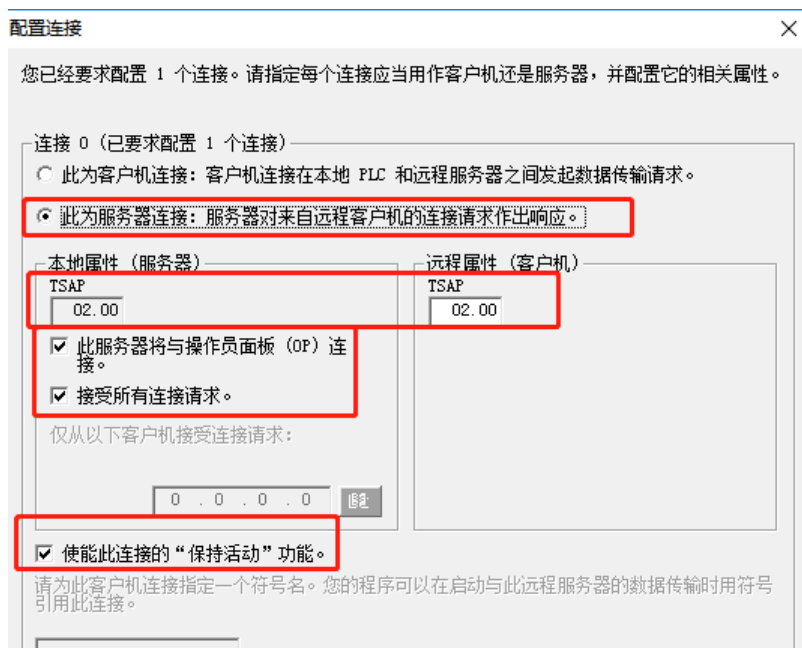 配置连接
您已经要求配置 1 个连接。请指定每个连接应当用作客户机还是服务器，并配置它的相关属性。
连接 0（已要求配置 1 个连接）
此为客户机连接：客户机连接在本地 PLC 和远程服务器之间发起数据传输请求。
此为服务器连接：服务器对来自远程客户机的连接请求作出响应。
本地属性（服务器）
远程属性（客户机）
TSAP
TSAP
02.00
02.00
此服务器将与操作员面板（OP）连
接。
接受所有连接请求。
仅从以下客户机接受连接请求：
0 . 0 . 0 . 0
使能此连接的“保持活动”功能。
请为此客户机连接指定一个符号名。您的程序可以在启动与此远程服务器的数据传输时用符号
引用此连接。